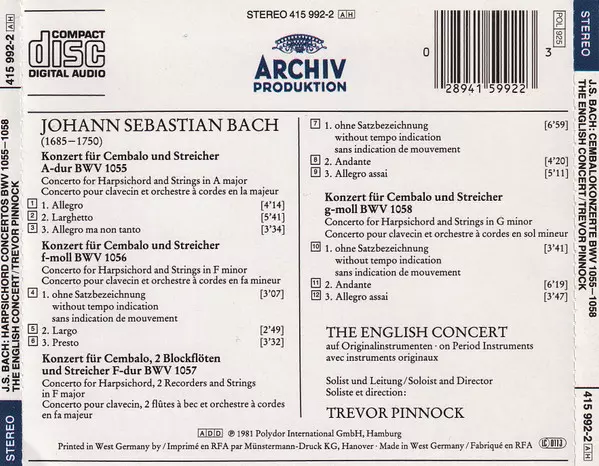 STEREO 415 992-2 AH
COMPACT
disc
DIGITAL AUDIO
ARCHIV
PRODUKTION
0 28941 59922 3
POL 925
JOHANN SEBASTIAN BACH
(1685–1750)
Konzert für Cembalo und Streicher
A-dur BWV 1055
Concerto for Harpsichord and Strings in A major
Concerto pour clavecin et orchestre à cordes en la majeur
1 1. Allegro [4'14]
2 2. Larghetto [5'41]
3 3. Allegro ma non tanto [3'34]
Konzert für Cembalo und Streicher
f-moll BWV 1056
Concerto for Harpsichord and Strings in F minor
Concerto pour clavecin et orchestre à cordes en fa mineur
4 1. ohne Satzbezeichnung [3'07]
without tempo indication
sans indication de mouvement
5 2. Largo [2'49]
6 3. Presto [3'32]
Konzert für Cembalo, 2 Blockflöten
und Streicher F-dur BWV 1057
Concerto for Harpsichord, 2 Recorders and Strings
in F major
Concerto pour clavecin, 2 flûtes à bec et orchestre à cordes
en fa majeur
7 1. ohne Satzbezeichnung [6'59]
without tempo indication
sans indication de mouvement
8 2. Andante [4'20]
9 3. Allegro assai [5'11]
Konzert für Cembalo und Streicher
g-moll BWV 1058
Concerto for Harpsichord and Strings in G minor
Concerto pour clavecin et orchestre à cordes en sol mineur
10 1. ohne Satzbezeichnung [3'41]
without tempo indication
sans indication de mouvement
11 2. Andante [6'19]
12 3. Allegro assai [3'47]
THE ENGLISH CONCERT
auf Originalinstrumenten · on Period Instruments
avec instruments originaux
Solist und Leitung/Soloist and Director
Soliste et direction:
TREVOR PINNOCK
ADD ℗ 1981 Polydor International GmbH, Hamburg
Printed in West Germany by / Imprimé en RFA par Münstermann-Druck KG, Hanover · Made in West Germany / Fabriqué en RFA
LC 0113
415 992-2 AH
J.S. BACH: HARPSICHORD CONCERTOS BWV 1055–1058
THE ENGLISH CONCERT/TREVOR PINNOCK
STEREO
STEREO
J.S. BACH: CEMBALOKONZERTE BWV 1055–1058
THE ENGLISH CONCERT/TREVOR PINNOCK
415 992-2 AH